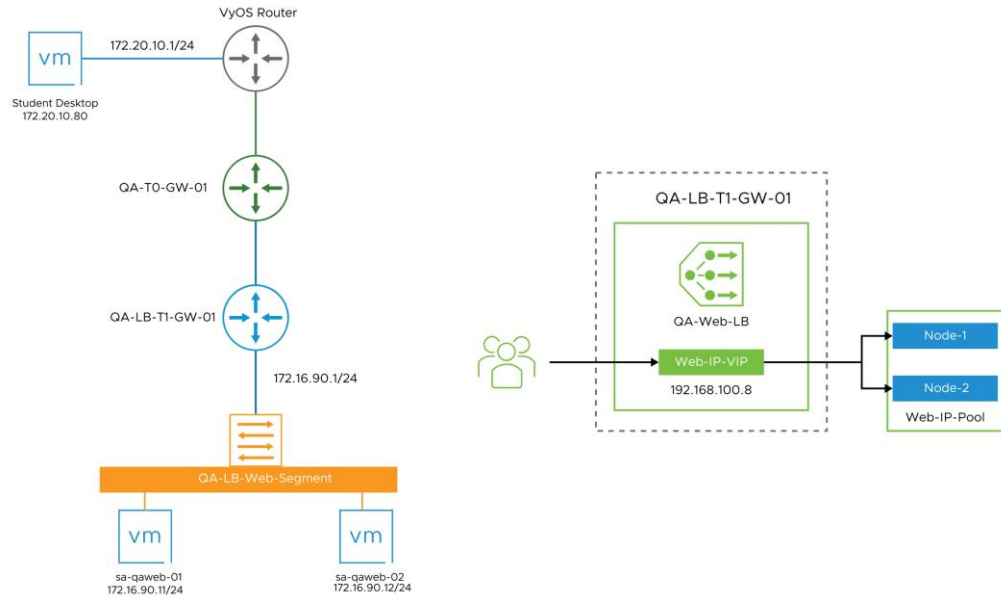 VyOS Router
172.20.10.1/24
vm
Student Desktop
172.20.10.80
QA-T0-GW-01
QA-LB-T1-GW-01
172.16.90.1/24
QA-LB-Web-Segment
vm
sa-qaweb-01
172.16.90.11/24
vm
sa-qaweb-02
172.16.90.12/24
QA-LB-T1-GW-01
QA-Web-LB
Web-IP-VIP
192.168.100.8
Node-1
Node-2
Web-IP-Pool